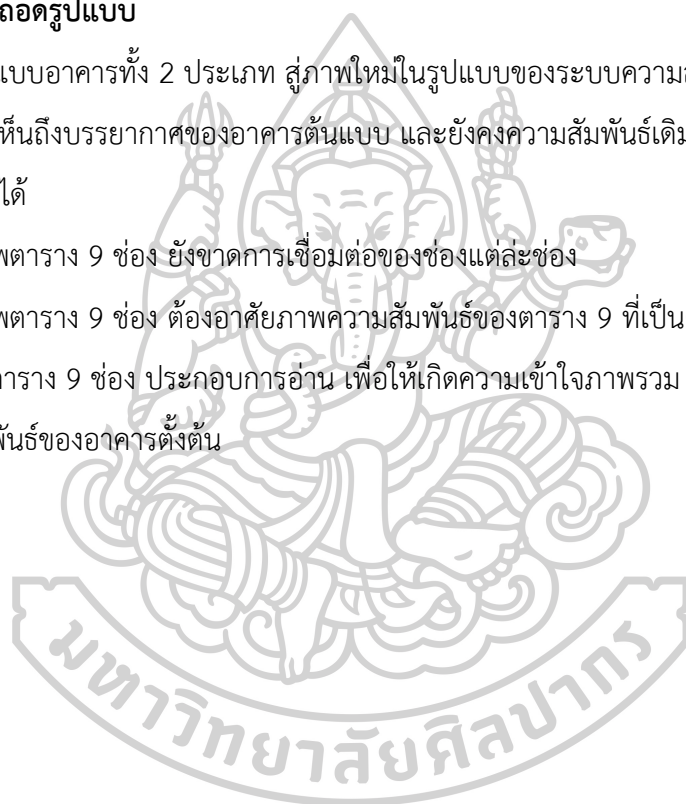 ถอดรูปแบบ
แบบอาคารทั้ง 2 ประเภท สู่ภาพใหม่ในรูปแบบของระบบความ
เห็นถึงบรรยากาศของอาคารต้นแบบ และยังคงความสัมพันธ์เดิม
ได้
พตาราง 9 ช่อง ยังขาดการเชื่อมต่อของช่องแต่ล่ะช่อง
พตาราง 9 ช่อง ต้องอาศัยภาพความสัมพันธ์ของตาราง 9 ที่เป็น
าราง 9 ช่อง ประกอบการอ่าน เพื่อให้เกิดความเข้าใจภาพรวม
พันธ์ของอาคารตั้งต้น
มหาวิทยาลัยศิลปากร